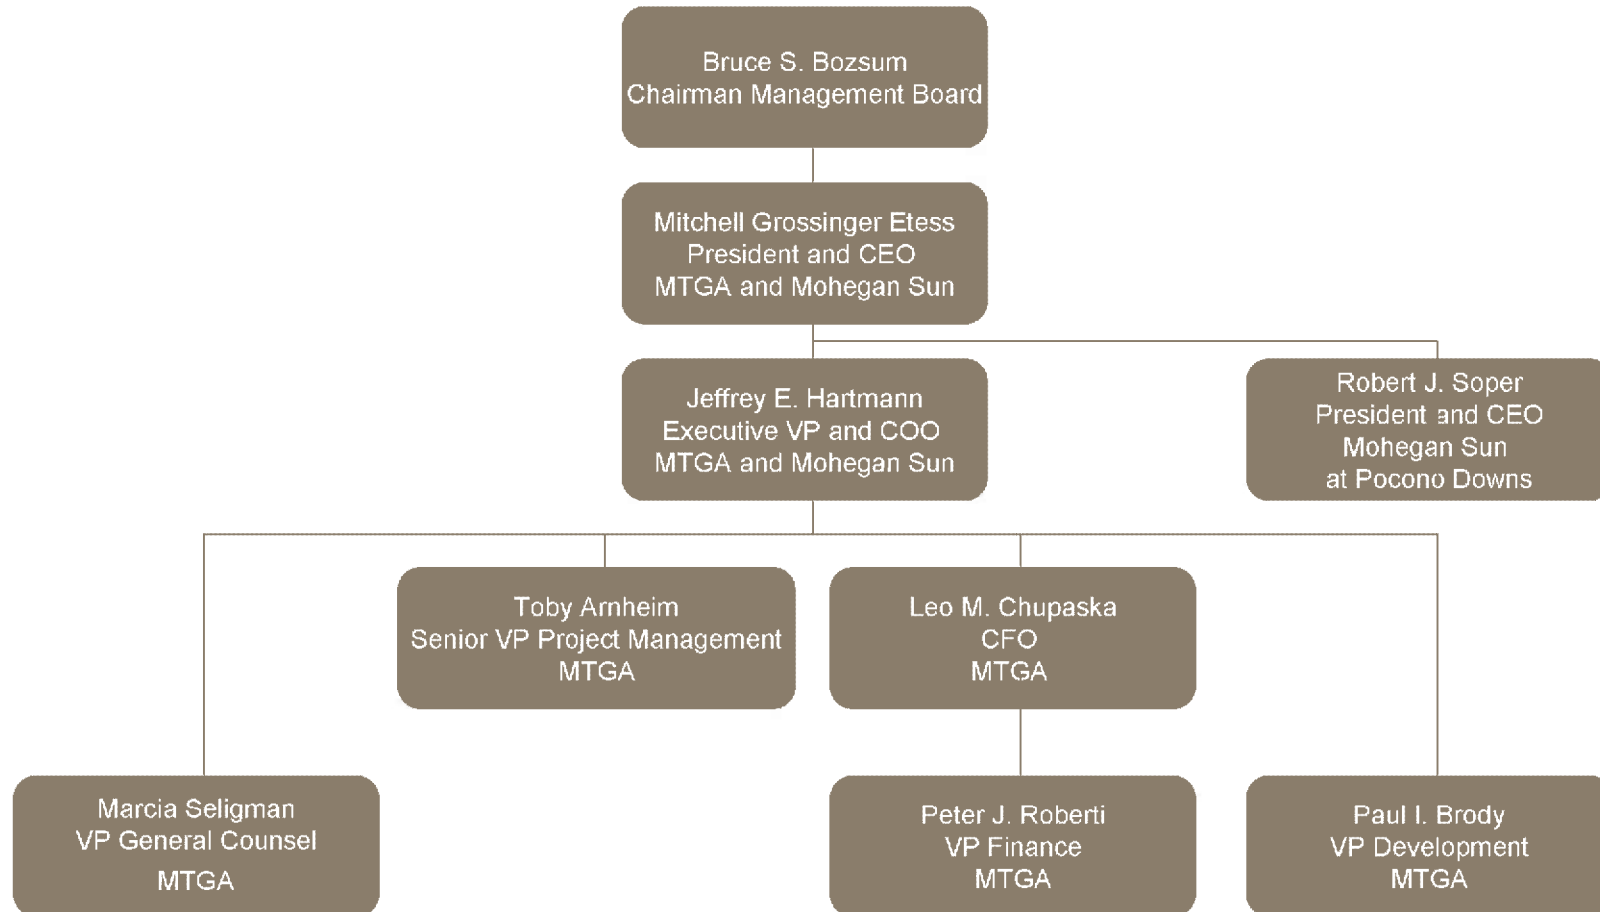 Bruce S. Bozsum
Chairman Management Board
Mitchell Grossinger Etess
President and CEO
MTGA and Mohegan Sun
Jeffrey E. Hartmann
Executive VP and COO
MTGA and Mohegan Sun
Robert J. Soper
President and CEO
Mohegan Sun
at Pocono Downs
Toby Arnheim
Senior VP Project Management
MTGA
Leo M. Chupaska
CFO
MTGA
Marcia Seligman
VP General Counsel
MTGA
Peter J. Roberti
VP Finance
MTGA
Paul I. Brody
VP Development
MTGA